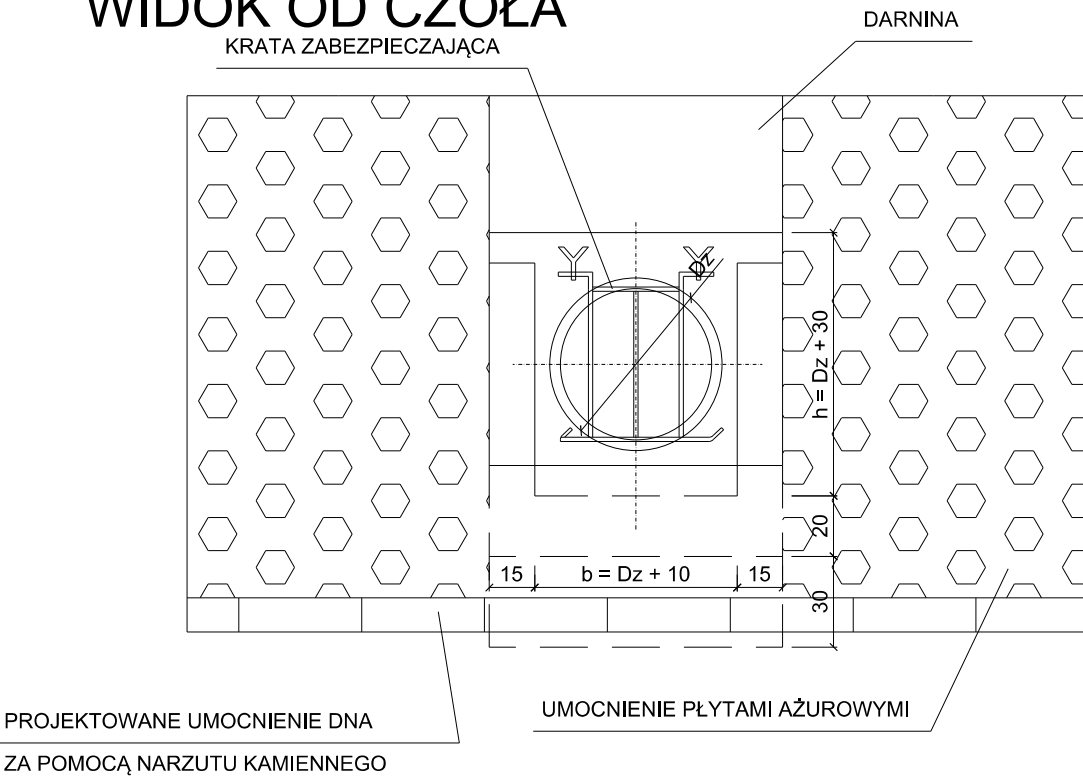 WIDOK OD CZOŁA
KRATA ZABEZPIECZAJĄCA
DARNINA
Dz
h = Dz + 30
20
15
b = Dz + 10
15
30
UMOCNIENIE PŁYTAMI AŻUROWYMI
PROJEKTOWANE UMOCNIENIE DNA
ZA POMOCĄ NARZUTU KAMIENNEGO